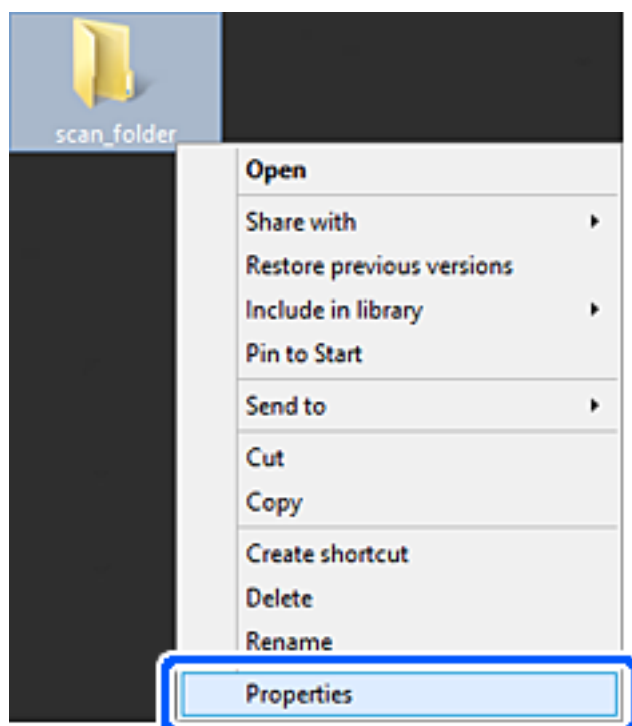 scan_folder
Open
Share with
Restore previous versions
Include in library
Pin to Start
Send to
Cut
Copy
Create shortcut
Delete
Rename
Properties